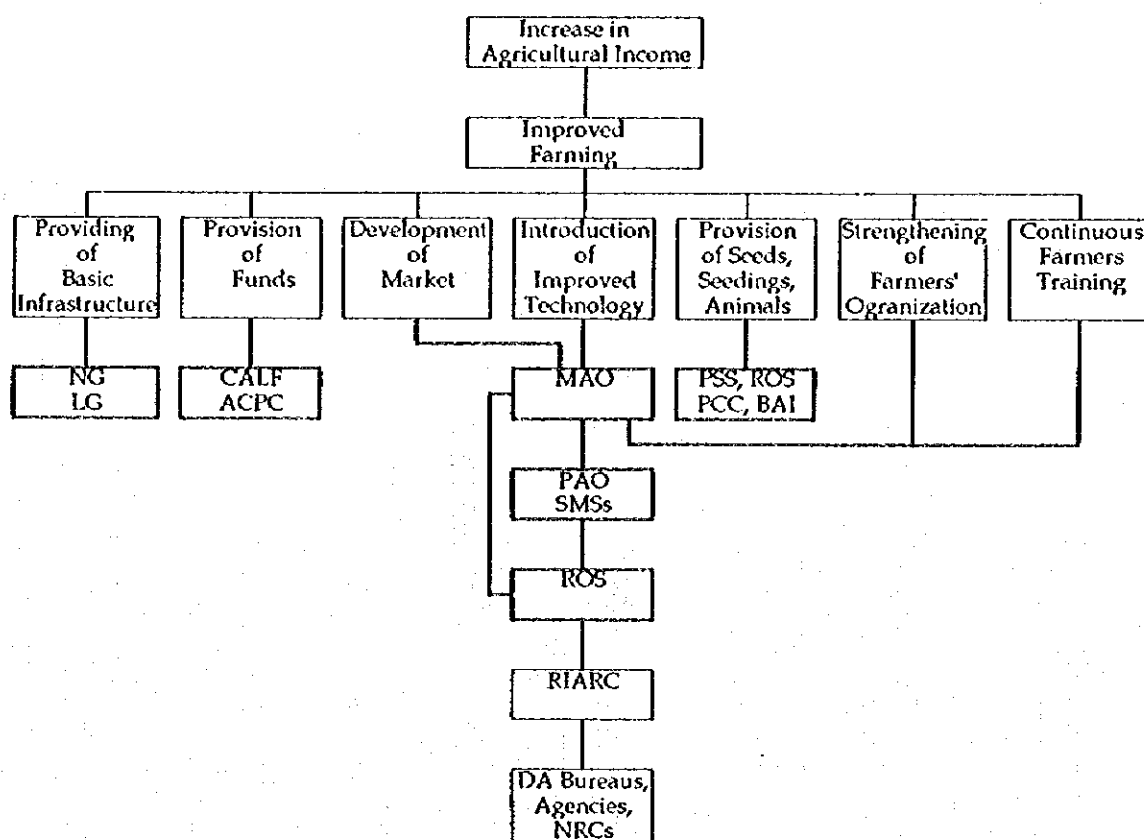 Increase in
Agricultural Income
Improved
Farming
Providing
of
Basic
Infrastructure
Provision
of
Funds
Development
of
Market
Introduction
of
Improved
Technology
Provision
of Seeds,
Seedings,
Animals
Strengthening
of
Farmers'
Ogranization
Continuous
Farmers
Training
NG
LG
CALF
ACPC
MAO
PSS, ROS
PCC, BAI
PAO
SMSs
ROS
RIARC
DA Bureaus,
Agencies,
NRCs